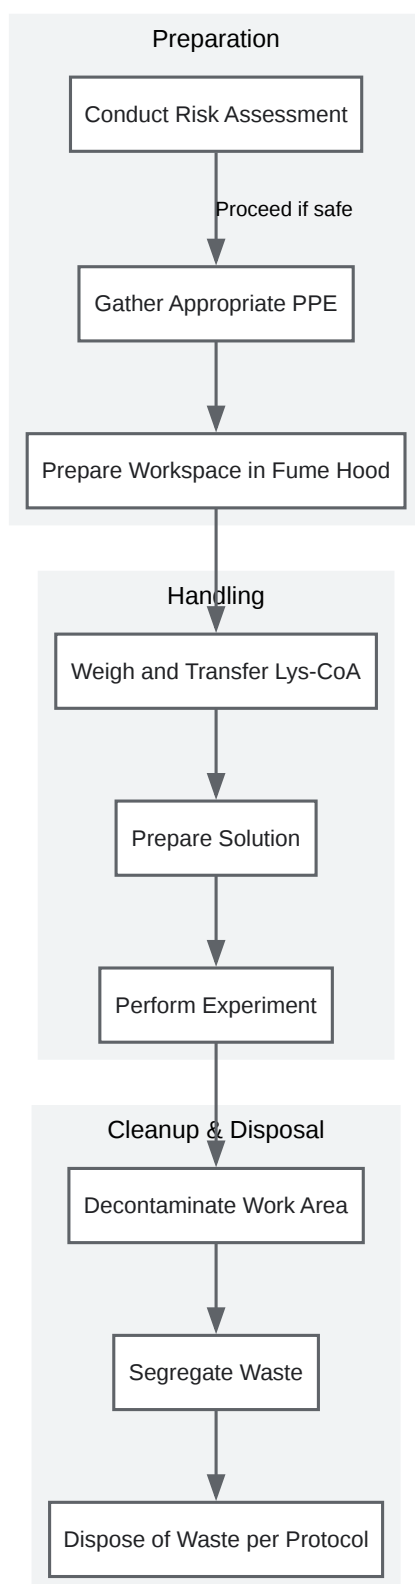 Preparation
Conduct Risk Assessment
Proceed if safe
Gather Appropriate PPE
Prepare Workspace in Fume Hood
Handling
Weigh and Transfer Lys-CoA
Prepare Solution
Perform Experiment
Cleanup & Disposal
Decontaminate Work Area
Segregate Waste
Dispose of Waste per Protocol